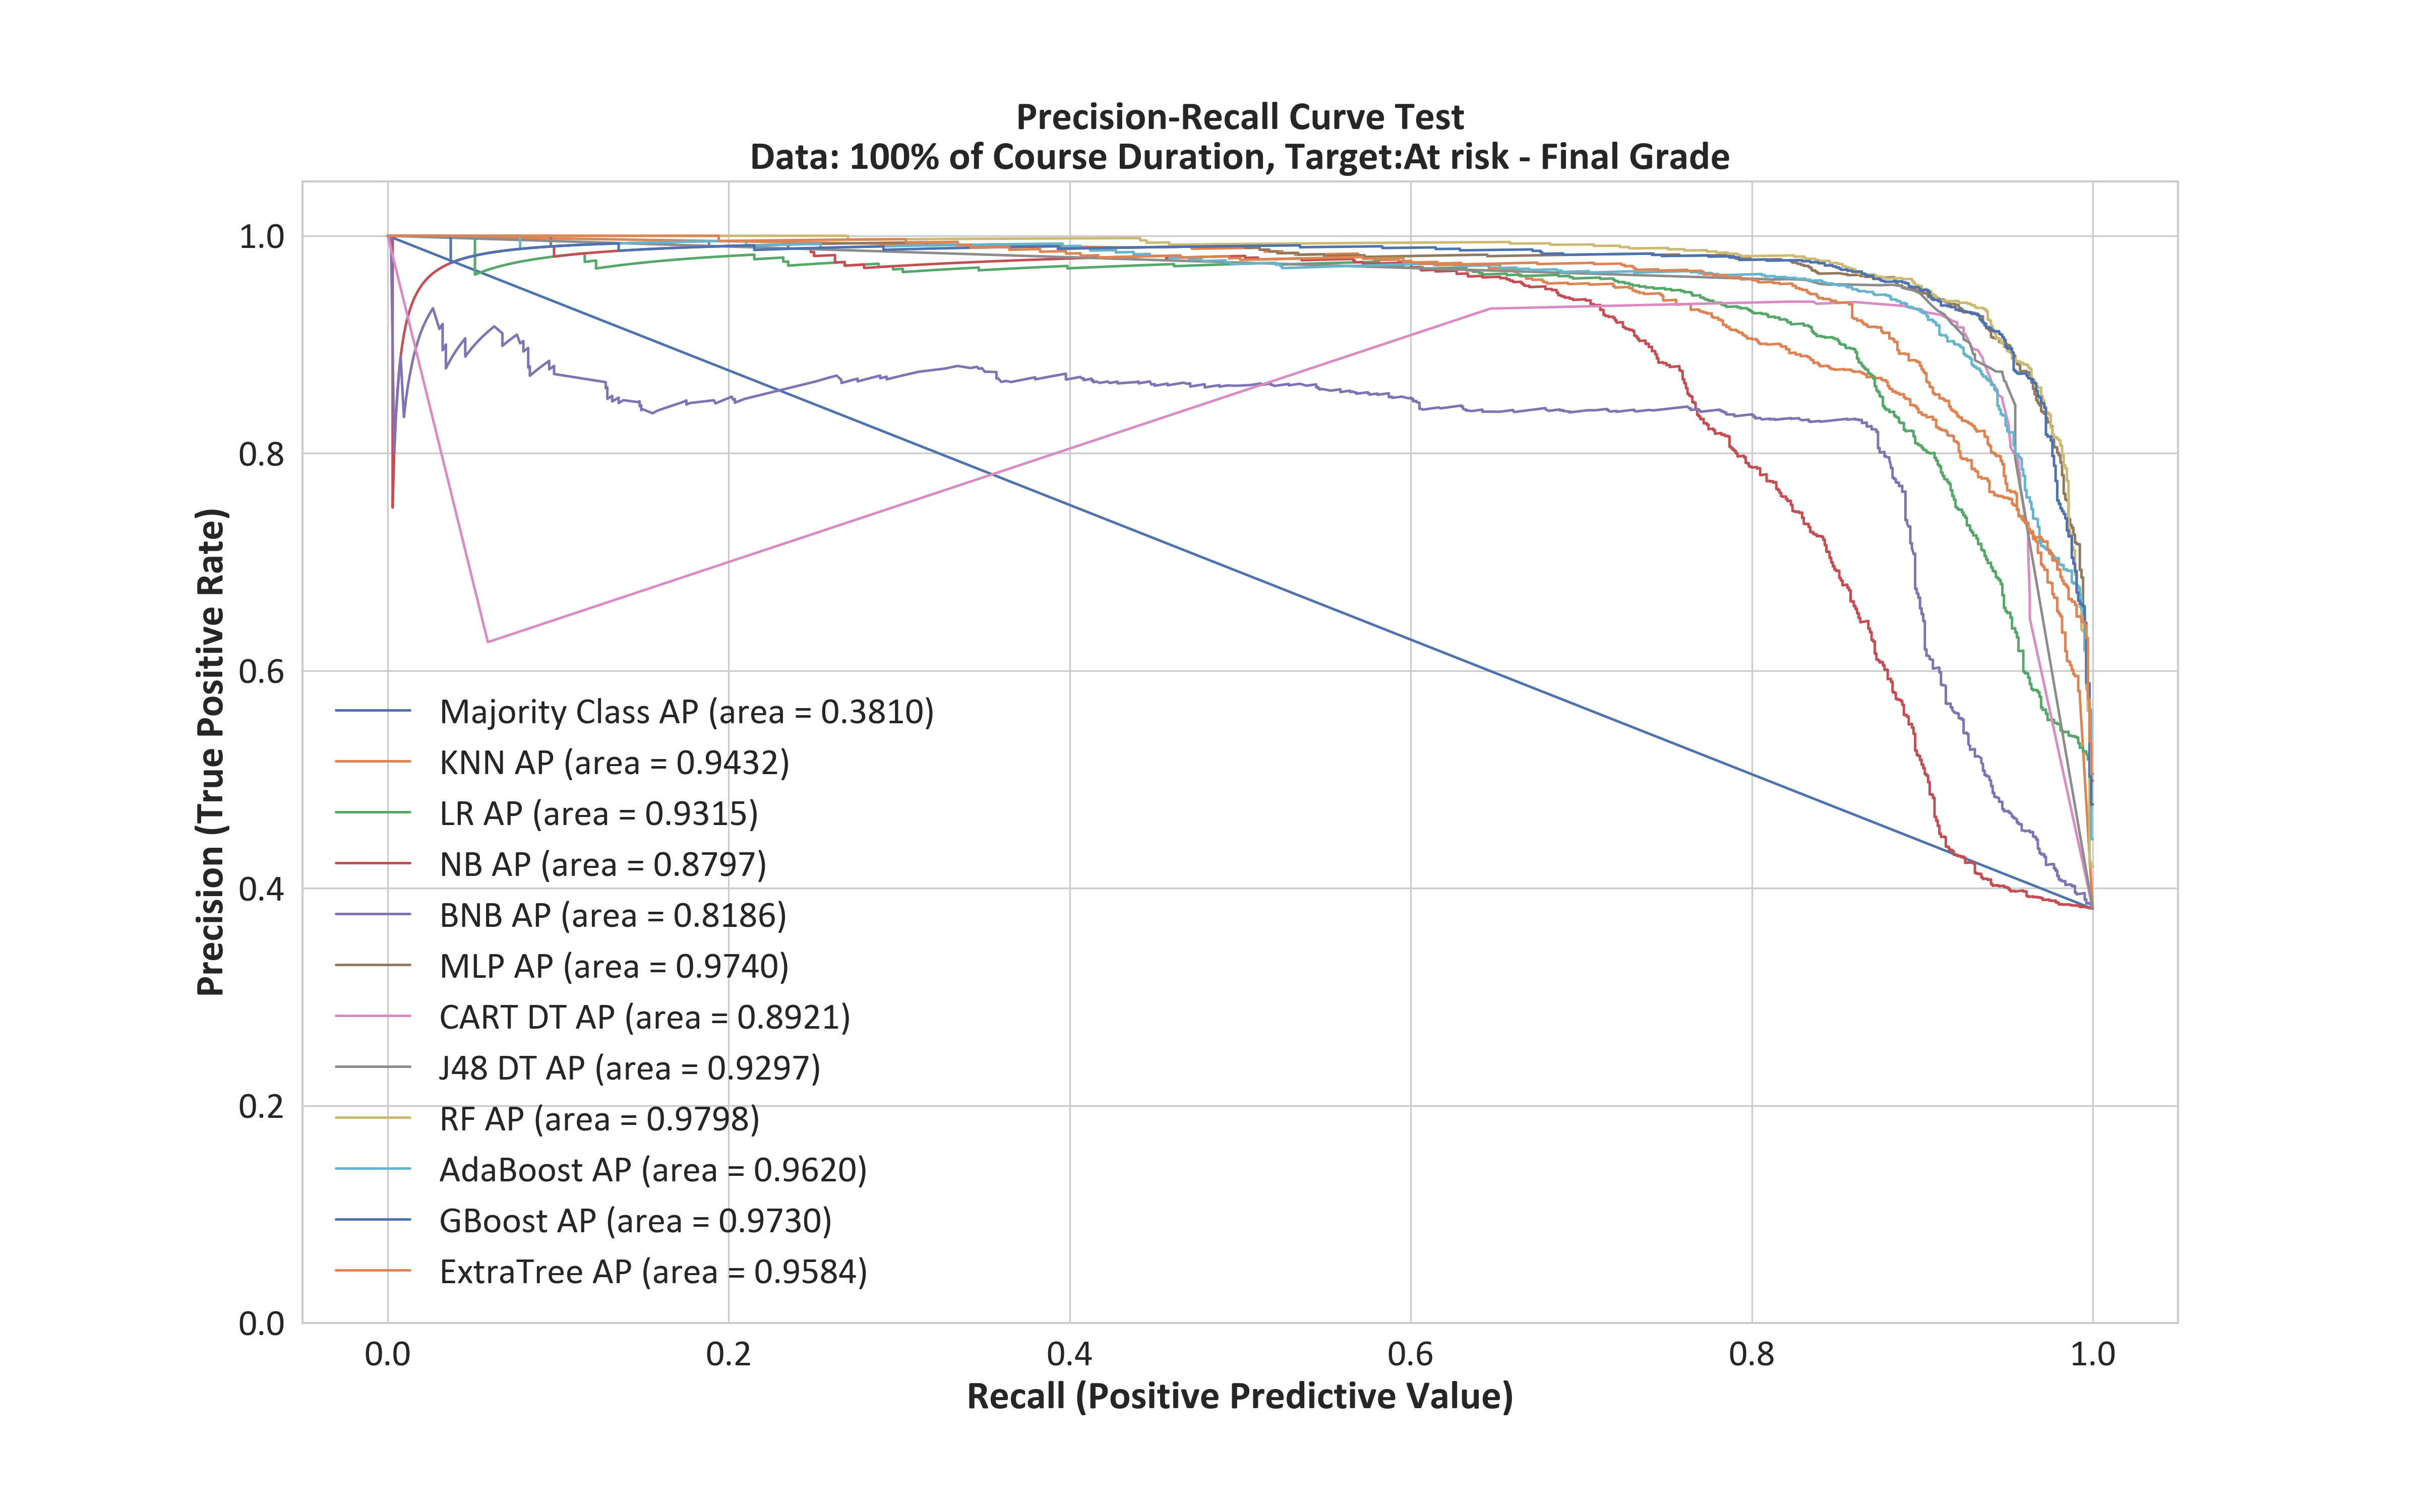 Precision-Recall Curve Test
Data: 100% of Course Duration, Target:At risk - Final Grade
Precision (True Positive Rate)
1.0
0.8
0.6
0.4
0.2
0.0
Majority Class AP (area = 0.3810)
KNN AP (area = 0.9432)
LR AP (area = 0.9315)
NB AP (area = 0.8797)
BNB AP (area = 0.8186)
MLP AP (area = 0.9740)
CART DT AP (area = 0.8921)
J48 DT AP (area = 0.9297)
RF AP (area = 0.9798)
AdaBoost AP (area = 0.9620)
GBoost AP (area = 0.9730)
ExtraTree AP (area = 0.9584)
0.0 0.2 0.4 0.6 0.8 1.0
Recall (Positive Predictive Value)